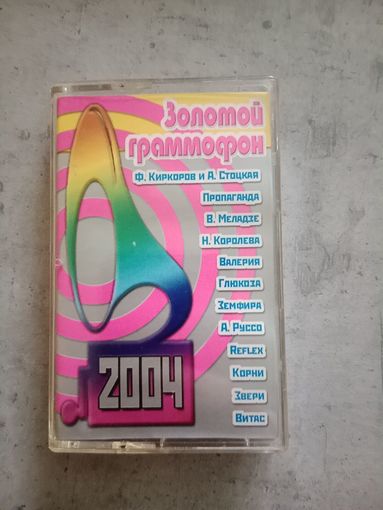 Золотой
граммофон
Ф. Киркоров и А. Стоцкая
Пропаганда
В. Меладзе
Н. Королева
Валерия
Глюкоза
Земфира
А. Руссо
Reflex
Корни
Звери
Витас
2004